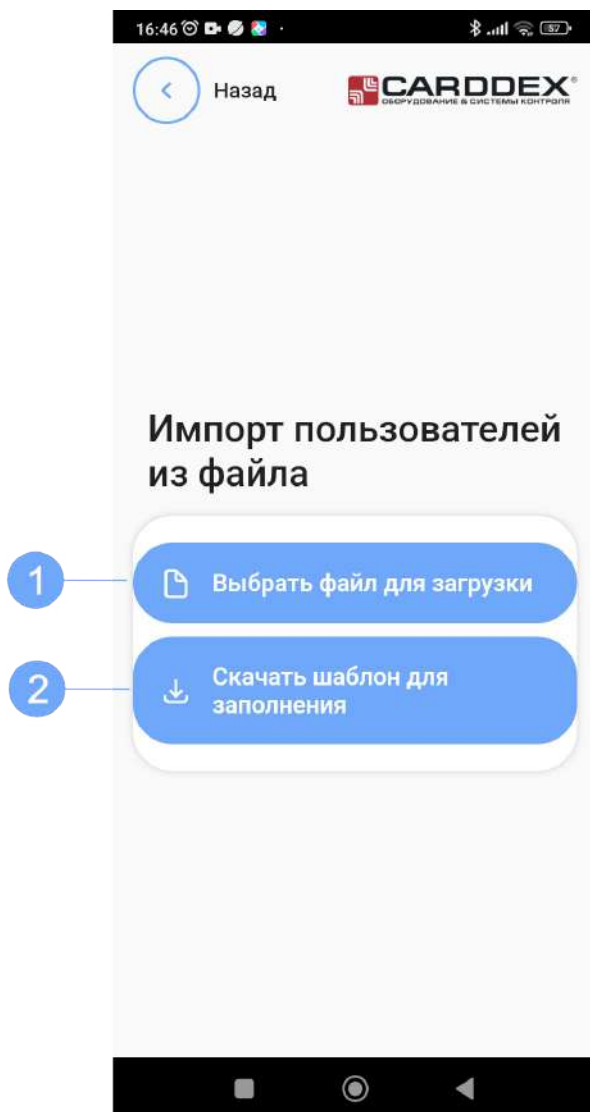 16:46
57
Назад
CARDDEX®
ОБОРУДОВАНИЕ & СИСТЕМЫ КОНТРОЛЯ
Импорт пользователей
из файла
1
Выбрать файл для загрузки
2
Скачать шаблон для
заполнения